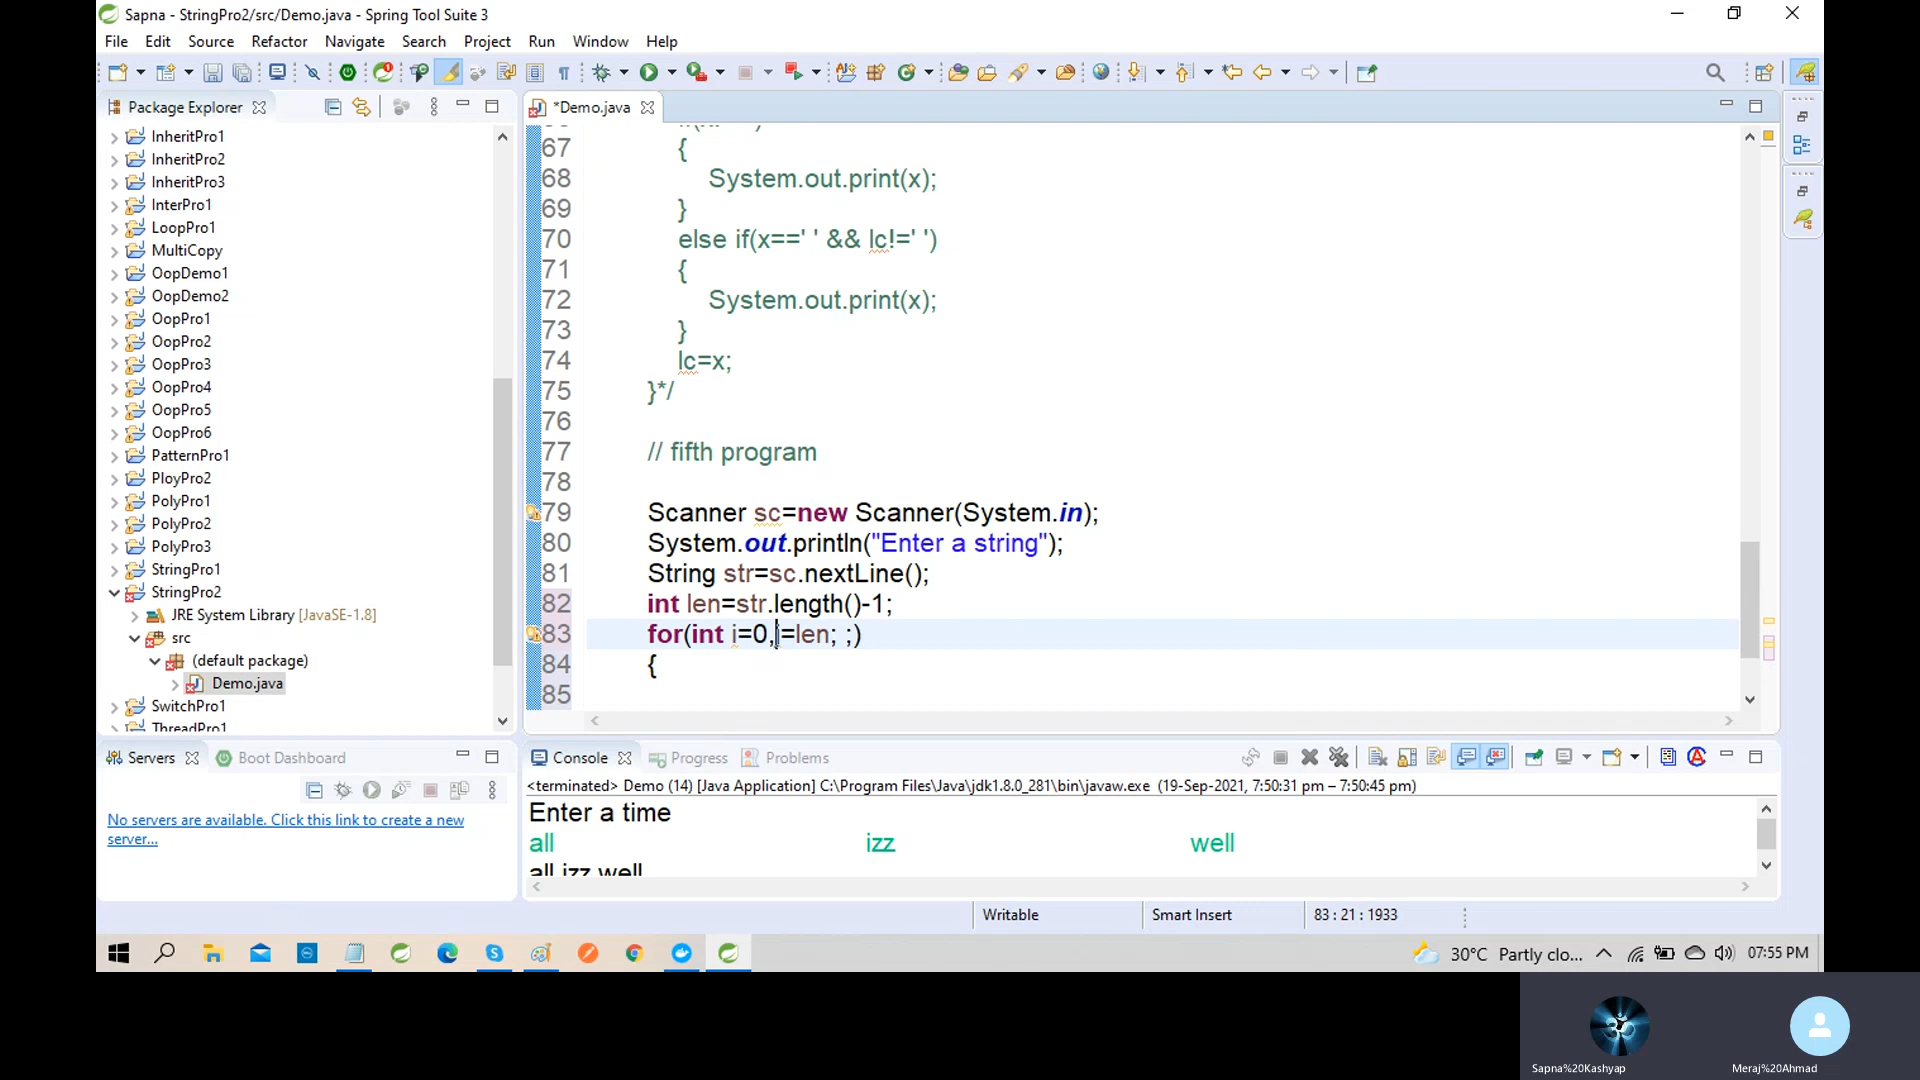 Sapna - StringPro2/src/Demo.java - Spring Tool Suite 3
File Edit Source Refactor Navigate Search Project Run Window Help
Package Explorer
InheritPro1
InheritPro2
InheritPro3
InterPro1
LoopPro1
MultiCopy
OopDemo1
OopDemo2
OopPro1
OopPro2
OopPro3
OopPro4
OopPro5
OopPro6
PatternPro1
PloyPro2
PolyPro1
PolyPro2
PolyPro3
StringPro1
StringPro2
JRE System Library [JavaSE-1.8]
src
(default package)
Demo.java
SwitchPro1
ThreadPro1
*Demo.java
67 {
68 System.out.print(x);
69 }
70 else if(x==' ' && lc!=' ')
71 {
72 System.out.print(x);
73 }
74 lc=x;
75 }*/
76
77 // fifth program
78
79 Scanner sc=new Scanner(System.in);
80 System.out.println("Enter a string");
81 String str=sc.nextLine();
82 int len=str.length()-1;
83 for(int i=0,j=len; ;)
84 {
85
Servers Boot Dashboard
No servers are available. Click this link to create a new
server...
Console Progress Problems
<terminated> Demo (14) [Java Application] C:\Program Files\Java\jdk1.8.0_281\bin\javaw.exe (19-Sep-2021, 7:50:31 pm – 7:50:45 pm)
Enter a time
all izz well
all izz well
Writable Smart Insert 83 : 21 : 1933
30°C Partly clo... 07:55 PM
Sapna%20Kashyap Meraj%20Ahmad